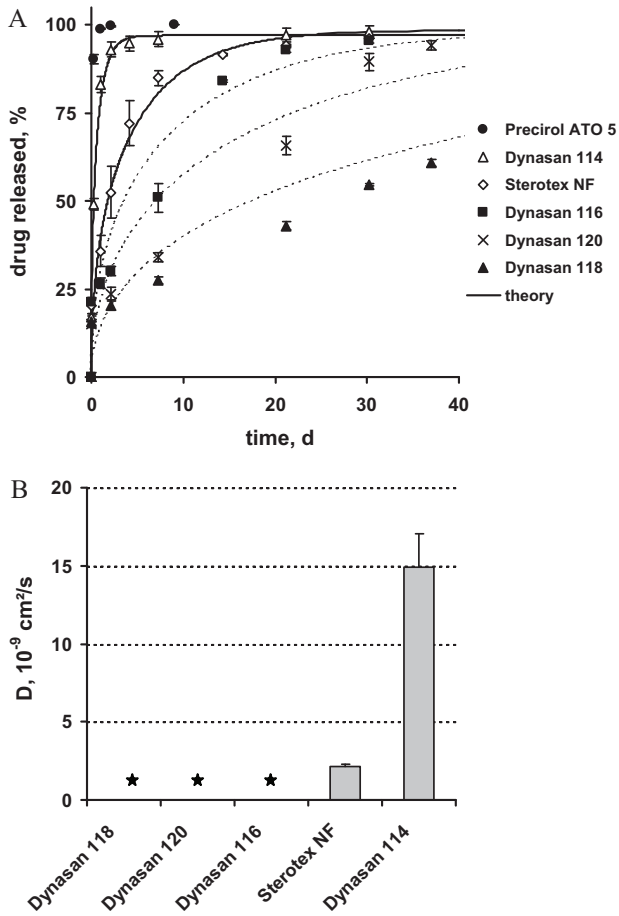 A
drug released, %
100
75
50
25
0
0 10 20 30 40
time, d
Precirol ATO 5
Dynasan 114
Sterotex NF
Dynasan 116
Dynasan 120
Dynasan 118
theory
B
D, 10⁻⁹ cm²/s
20
15
10
5
0
Dynasan 118
Dynasan 120
Dynasan 116
Sterotex NF
Dynasan 114